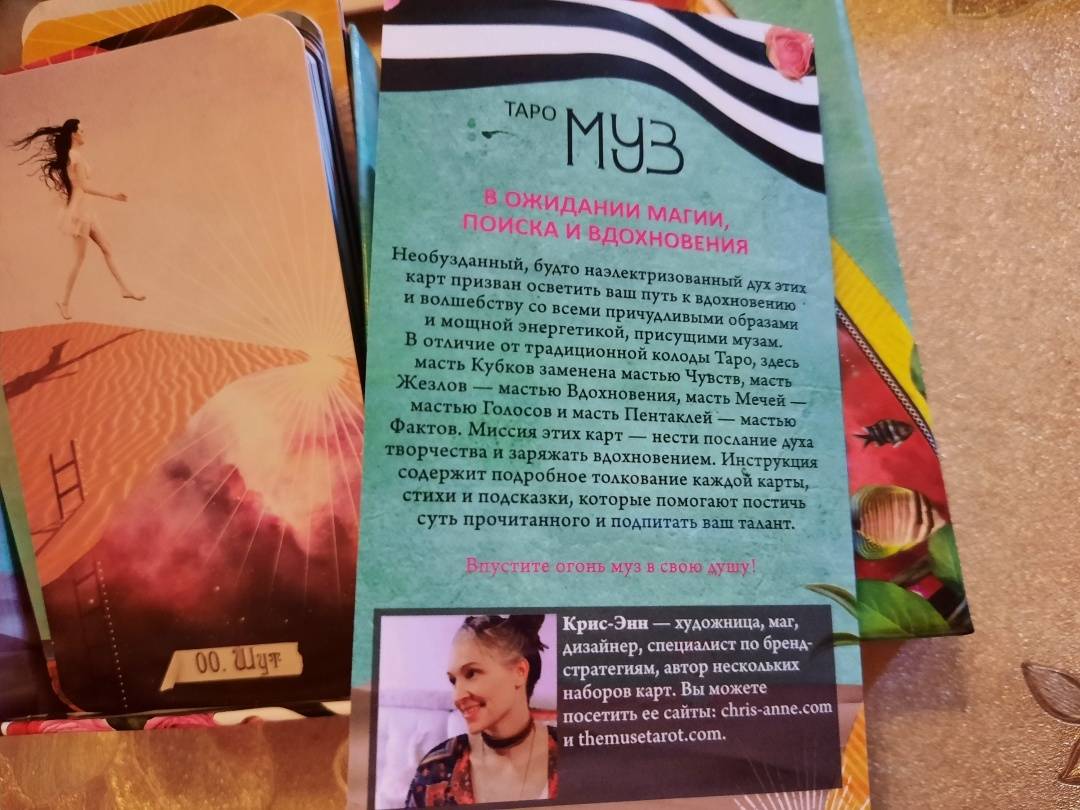 ТАРО
МУЗ
В ОЖИДАНИИ МАГИИ,
ПОИСКА И ВДОХНОВЕНИЯ
Необузданный, будто наэлектризованный дух этих
карт призван осветить ваш путь к вдохновению
и волшебству со всеми причудливыми образами
и мощной энергетикой, присущими музам.
В отличие от традиционной колоды Таро, здесь
масть Кубков заменена мастью Чувств, масть
Жезлов — мастью Вдохновения, масть Мечей —
мастью Голосов и масть Пентаклей — мастью
Фактов. Миссия этих карт — нести послание духа
творчества и заряжать вдохновением. Инструкция
содержит подробное толкование каждой карты,
стихи и подсказки, которые помогают постичь
суть прочитанного и подпитать ваш талант.
Впустите огонь муз в свою душу!
Крис-Энн — художница, маг,
дизайнер, специалист по бренд-
стратегиям, автор нескольких
наборов карт. Вы можете
посетить ее сайты: chris-anne.com
и themusetarot.com.
00. Шут